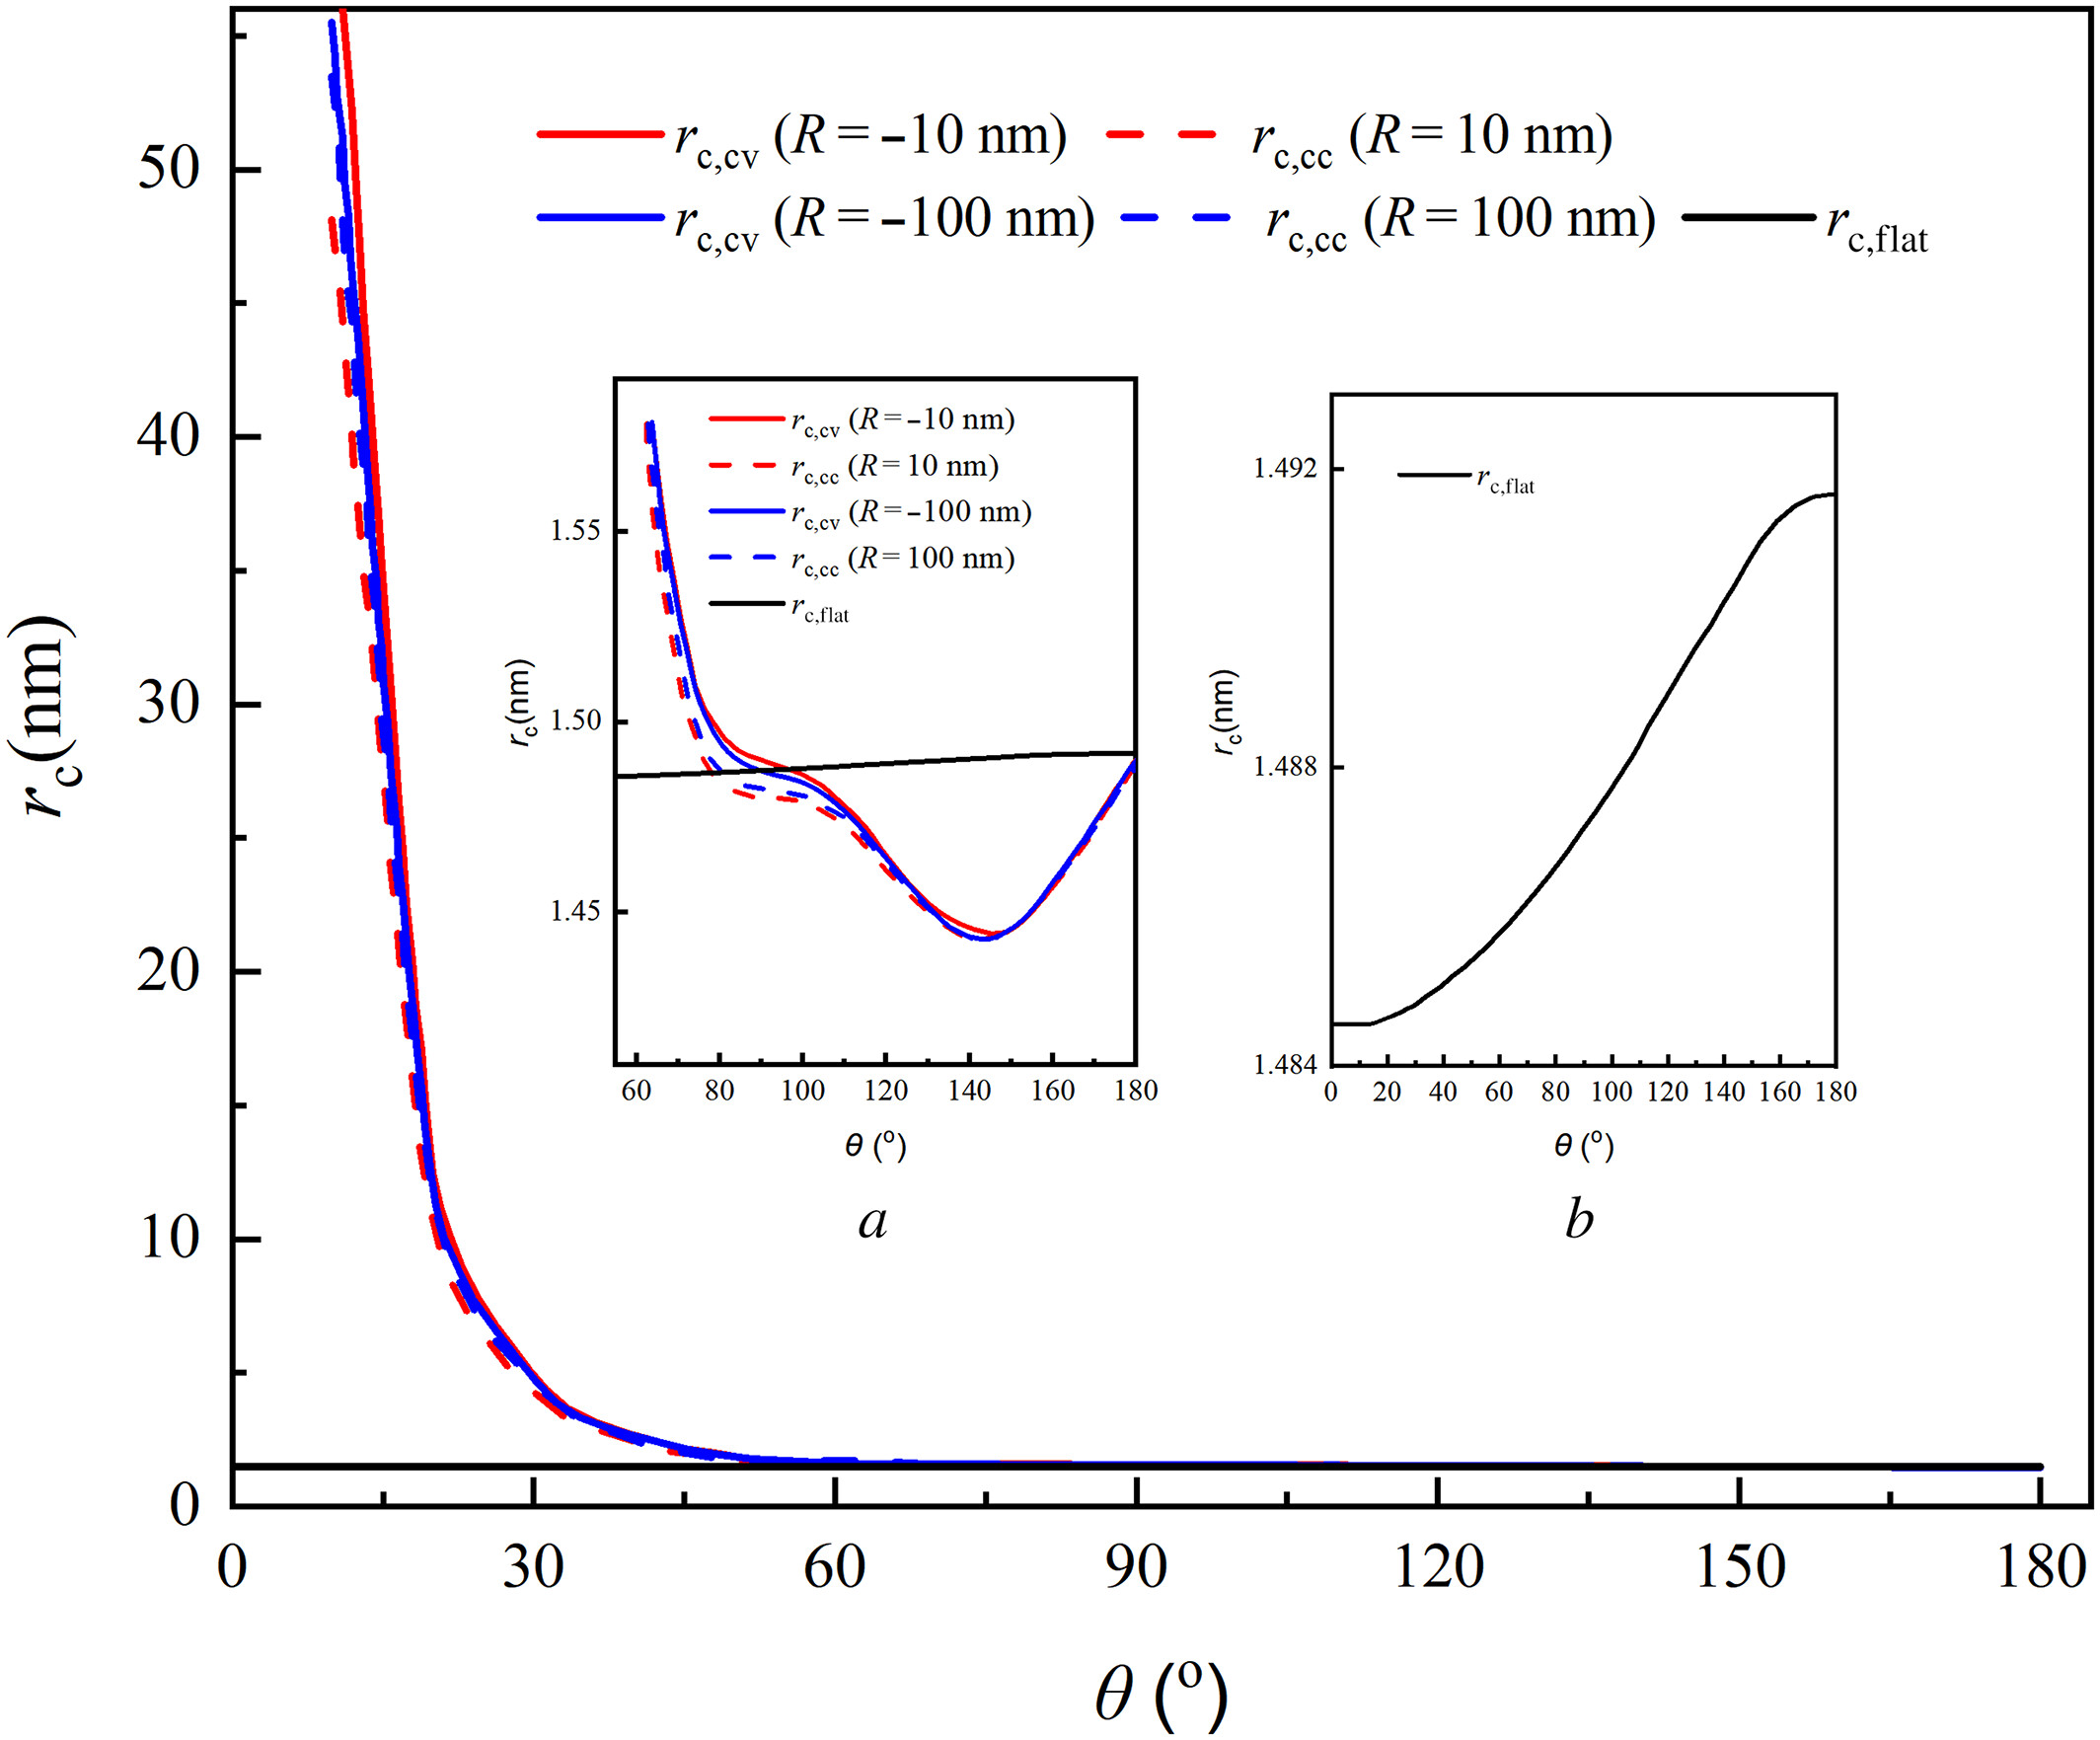 r_c,cv (R = –10 nm) r_c,cc (R = 10 nm)
r_c,cv (R = –100 nm) r_c,cc (R = 100 nm) r_c,flat
50
40
30
20
10
0
r_c(nm)
0 30 60 90 120 150 180
θ (º)
r_c,cv (R = –10 nm)
r_c,cc (R = 10 nm)
r_c,cv (R = –100 nm)
r_c,cc (R = 100 nm)
r_c,flat
1.55
1.50
1.45
r_c(nm)
60 80 100 120 140 160 180
θ (º)
a
r_c,flat
1.492
1.488
1.484
r_c(nm)
0 20 40 60 80 100 120 140 160 180
θ (º)
b